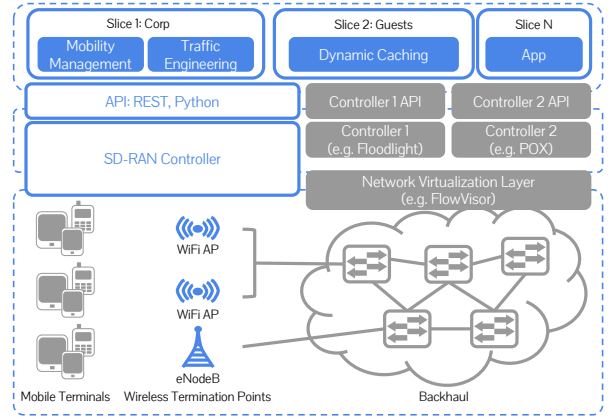 Slice 1: Corp
Slice 2: Guests
Slice N
Mobility
Management
Traffic
Engineering
Dynamic Caching
App
API: REST, Python
Controller 1 API
Controller 2 API
SD-RAN Controller
Controller 1
(e.g. Floodlight)
Controller 2
(e.g. POX)
Network Virtualization Layer
(e.g. FlowVisor)
WiFi AP
WiFi AP
eNodeB
Mobile Terminals
Wireless Termination Points
Backhaul